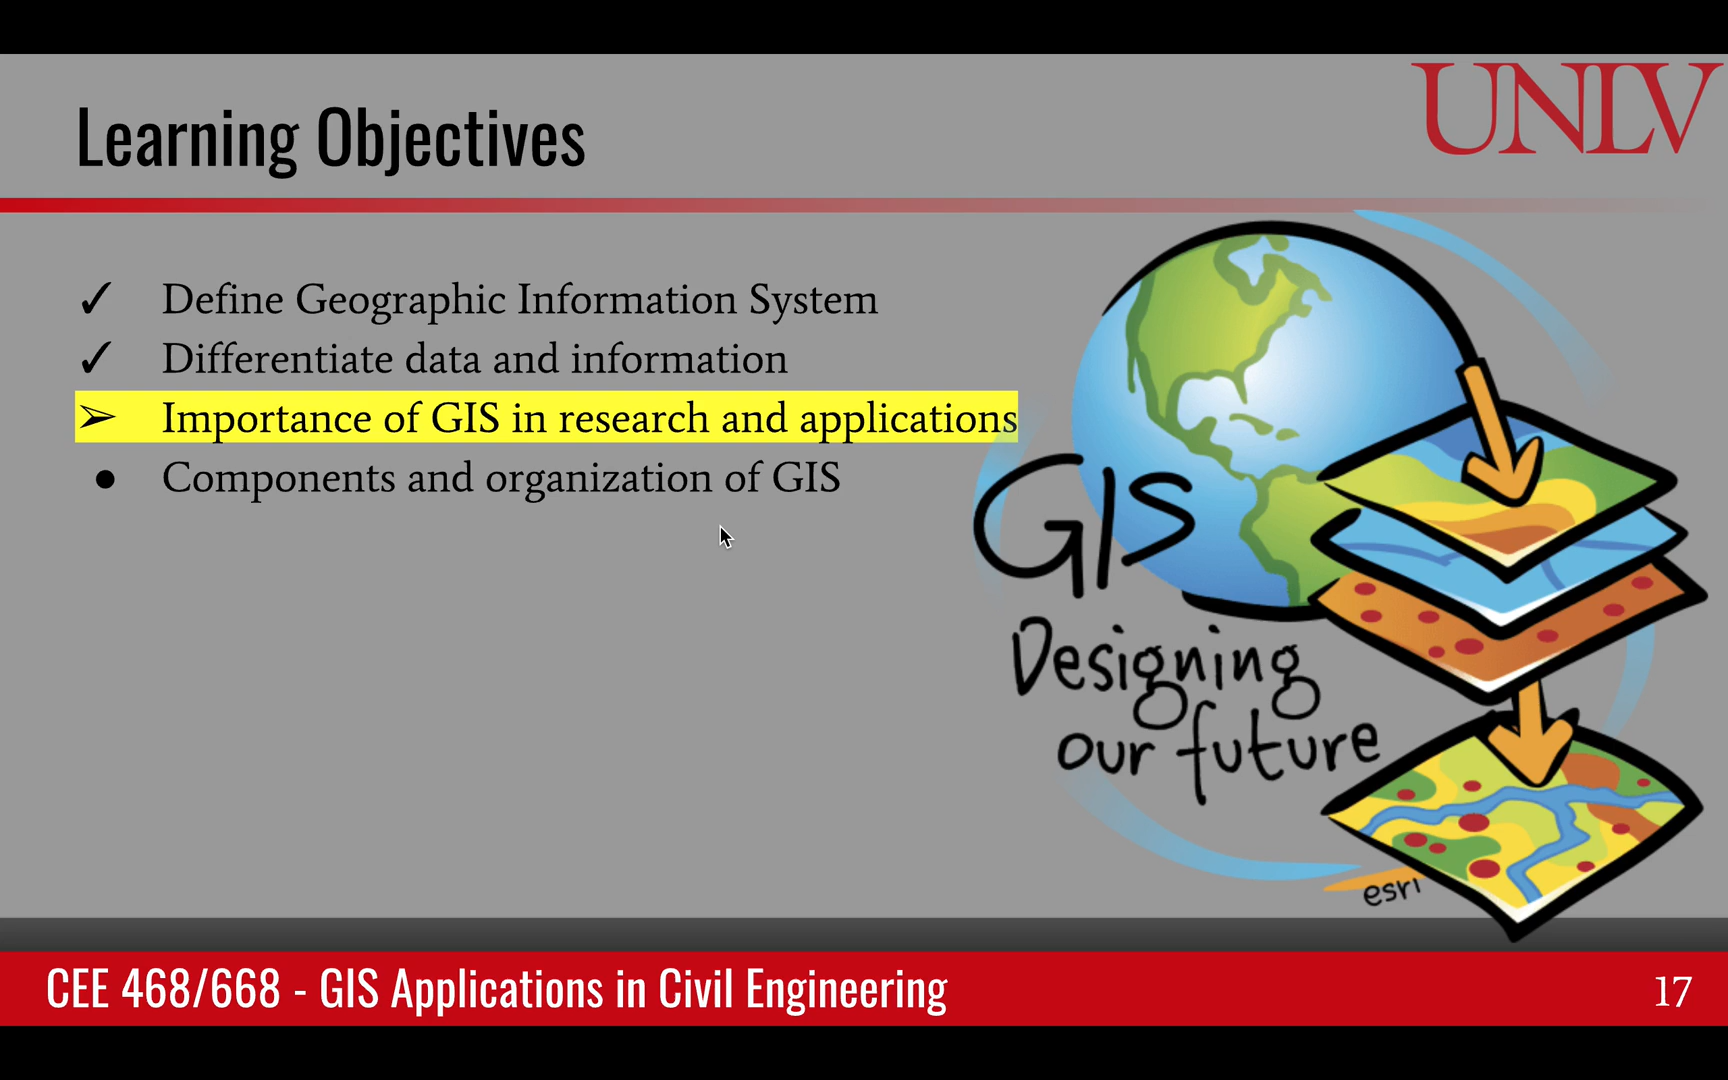 UNLV
Learning Objectives
✓ Define Geographic Information System
✓ Differentiate data and information
➢ Importance of GIS in research and applications
● Components and organization of GIS
GIS
Designing
our future
esri
CEE 468/668 - GIS Applications in Civil Engineering
17